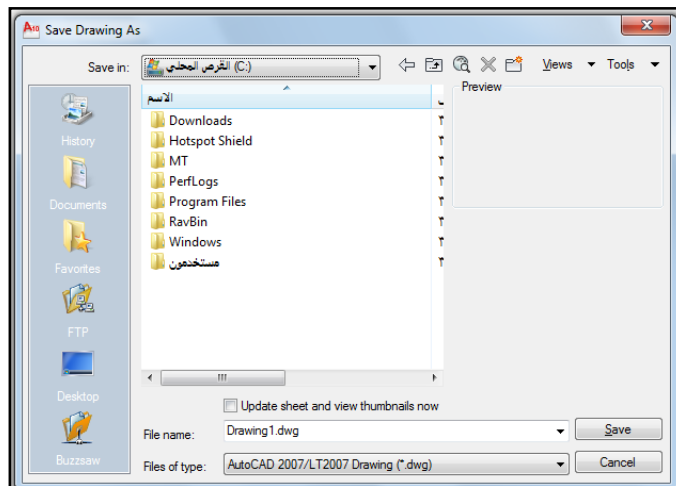 A10 Save Drawing As
Save in: القرص المحلي (C:) Views Tools
الاسم
Preview
History
Documents
Favorites
FTP
Desktop
Buzzsaw
Downloads
Hotspot Shield
MT
PerfLogs
Program Files
RavBin
Windows
مستخدمون
Update sheet and view thumbnails now
File name: Drawing1.dwg Save
Files of type: AutoCAD 2007/LT2007 Drawing (*.dwg) Cancel